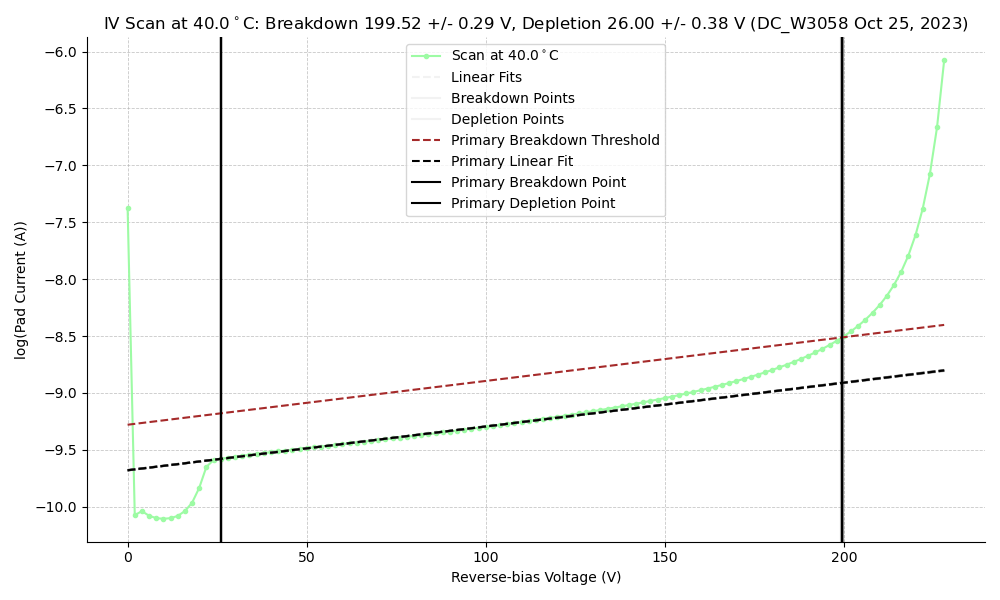 IV Scan at 40.0°C: Breakdown 199.52 +/- 0.29 V, Depletion 26.00 +/- 0.38 V (DC_W3058 Oct 25, 2023)
Scan at 40.0°C
Linear Fits
Breakdown Points
Depletion Points
Primary Breakdown Threshold
Primary Linear Fit
Primary Breakdown Point
Primary Depletion Point
log(Pad Current (A))
−6.0
−6.5
−7.0
−7.5
−8.0
−8.5
−9.0
−9.5
−10.0
0
50
100
150
200
Reverse-bias Voltage (V)